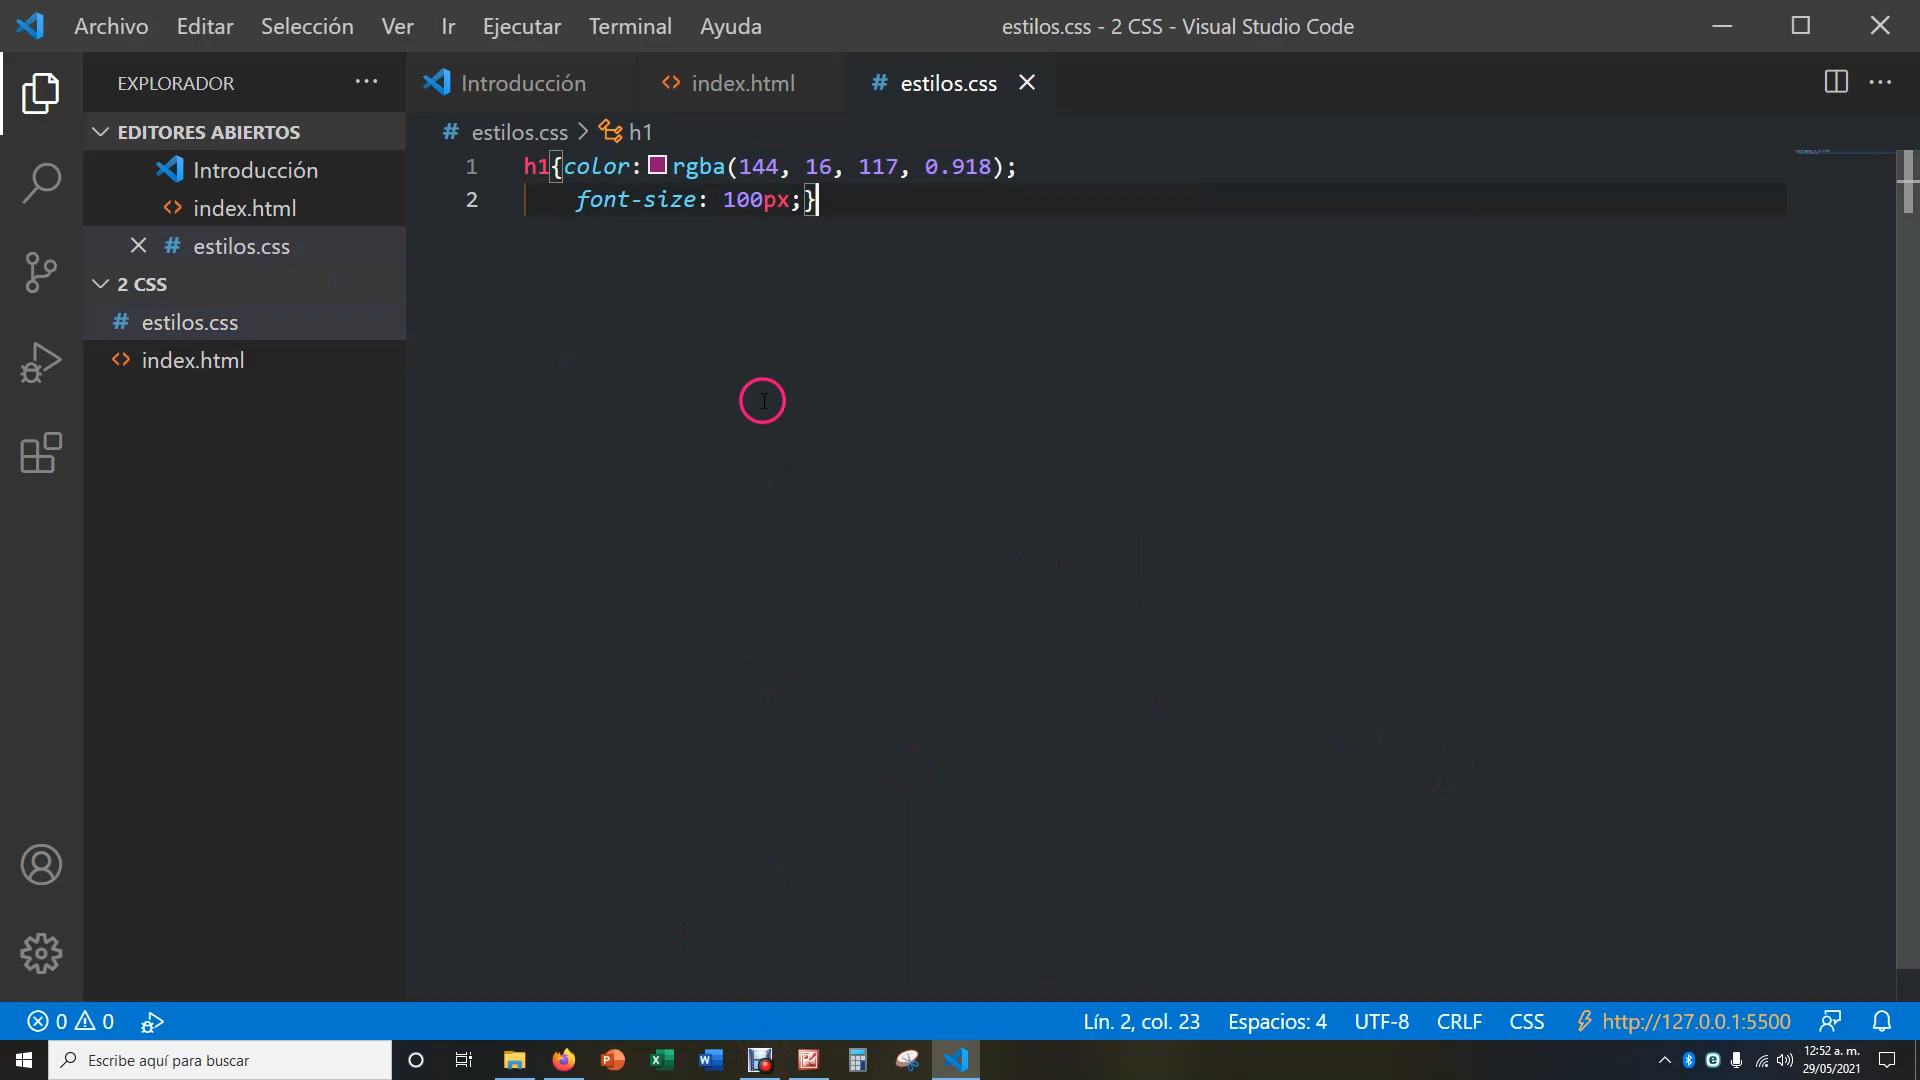 Archivo Editar Selección Ver Ir Ejecutar Terminal Ayuda estilos.css - 2 CSS - Visual Studio Code
EXPLORADOR
Introducción index.html estilos.css
EDITORES ABIERTOS
Introducción
index.html
estilos.css
2 CSS
estilos.css
index.html
estilos.css > h1
1 h1{color: rgba(144, 16, 117, 0.918);
2 font-size: 100px;}
0 0 Lín. 2, col. 23 Espacios: 4 UTF-8 CRLF CSS http://127.0.0.1:5500
Escribe aquí para buscar
12:52 a. m.
29/05/2021